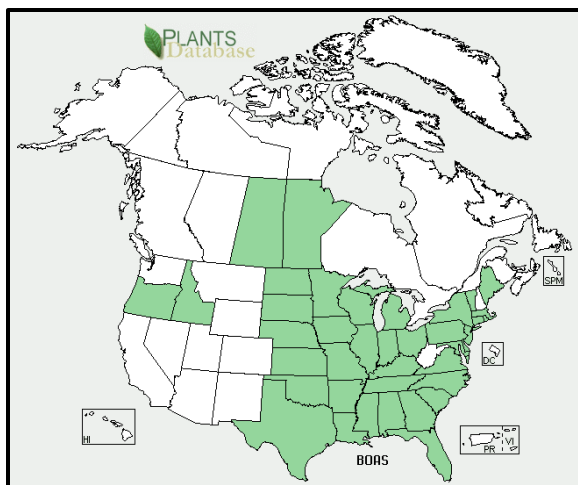 PLANTS
Database
SPM
DC
HI
PR
VI
BOAS